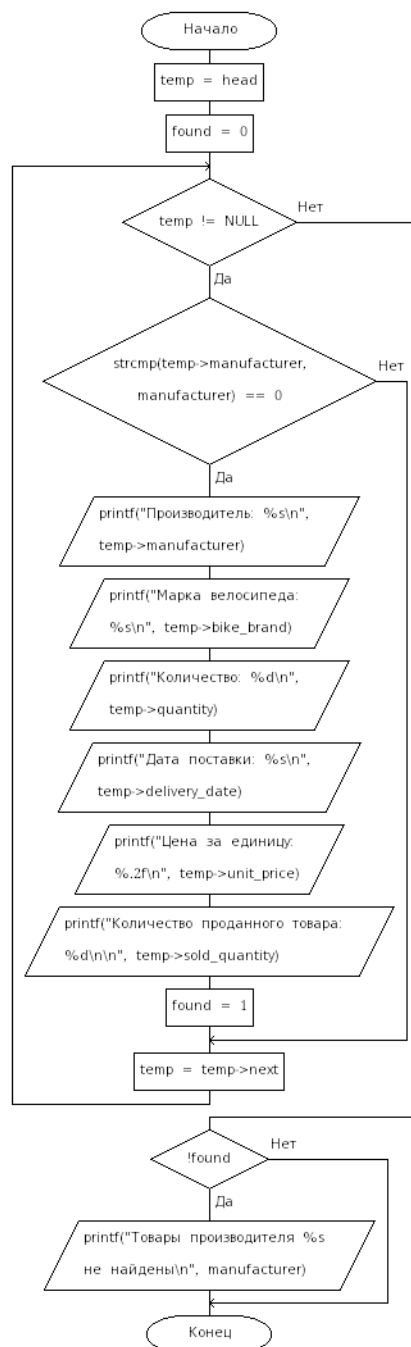 Начало
temp = head
found = 0
temp != NULL
Нет
Да
strcmp(temp->manufacturer,
manufacturer) == 0
Нет
Да
printf("Производитель: %s\n",
temp->manufacturer)
printf("Марка велосипеда:
%s\n", temp->bike_brand)
printf("Количество: %d\n",
temp->quantity)
printf("Дата поставки: %s\n",
temp->delivery_date)
printf("Цена за единицу:
%.2f\n", temp->unit_price)
printf("Количество проданного товара:
%d\n\n", temp->sold_quantity)
found = 1
temp = temp->next
!found
Нет
Да
printf("Товары производителя %s
не найдены\n", manufacturer)
Конец